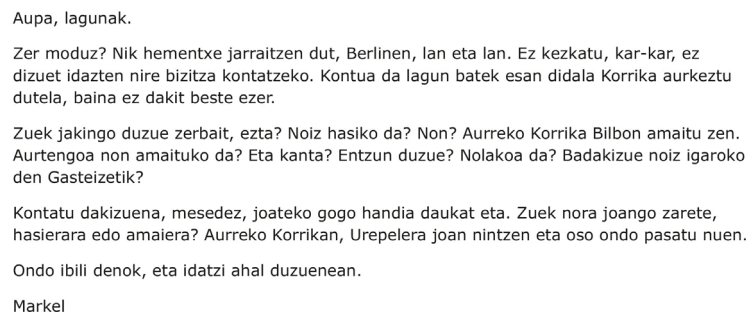 Aupa, lagunak.
Zer moduz? Nik hementxe jarraitzen dut, Berlinen, lan eta lan. Ez kezkatu, kar-kar, ez
dizuet idazten nire bizitza kontatzeko. Kontua da lagun batek esan didala Korrika aurkeztu
dutela, baina ez dakit beste ezer.
Zuek jakingo duzue zerbait, ezta? Noiz hasiko da? Non? Aurreko Korrika Bilbon amaitu zen.
Aurtengoa non amaituko da? Eta kanta? Entzun duzue? Nolakoa da? Badakizue noiz igaroko
den Gasteizetik?
Kontatu dakizuena, mesedez, joateko gogo handia daukat eta. Zuek nora joango zarete,
hasierara edo amaiera? Aurreko Korrikan, Urepelera joan nintzen eta oso ondo pasatu nuen.
Ondo ibili denok, eta idatzi ahal duzuenean.
Markel